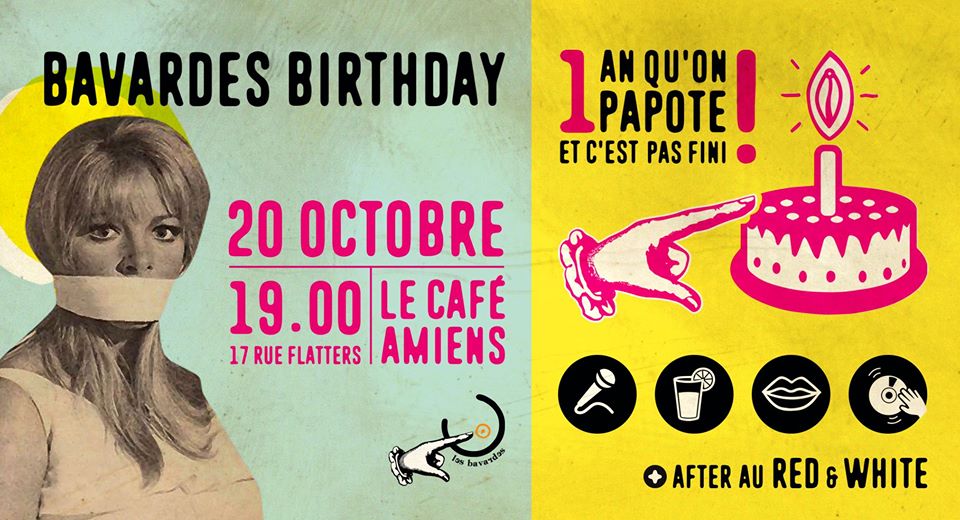 BAVARDES BIRTHDAY
20 OCTOBRE
19.00
17 RUE FLATTERS
LE CAFÉ
AMIENS
les bavardes
1 AN QU'ON
PAPOTE !
ET C'EST PAS FINI
+ AFTER AU RED & WHITE